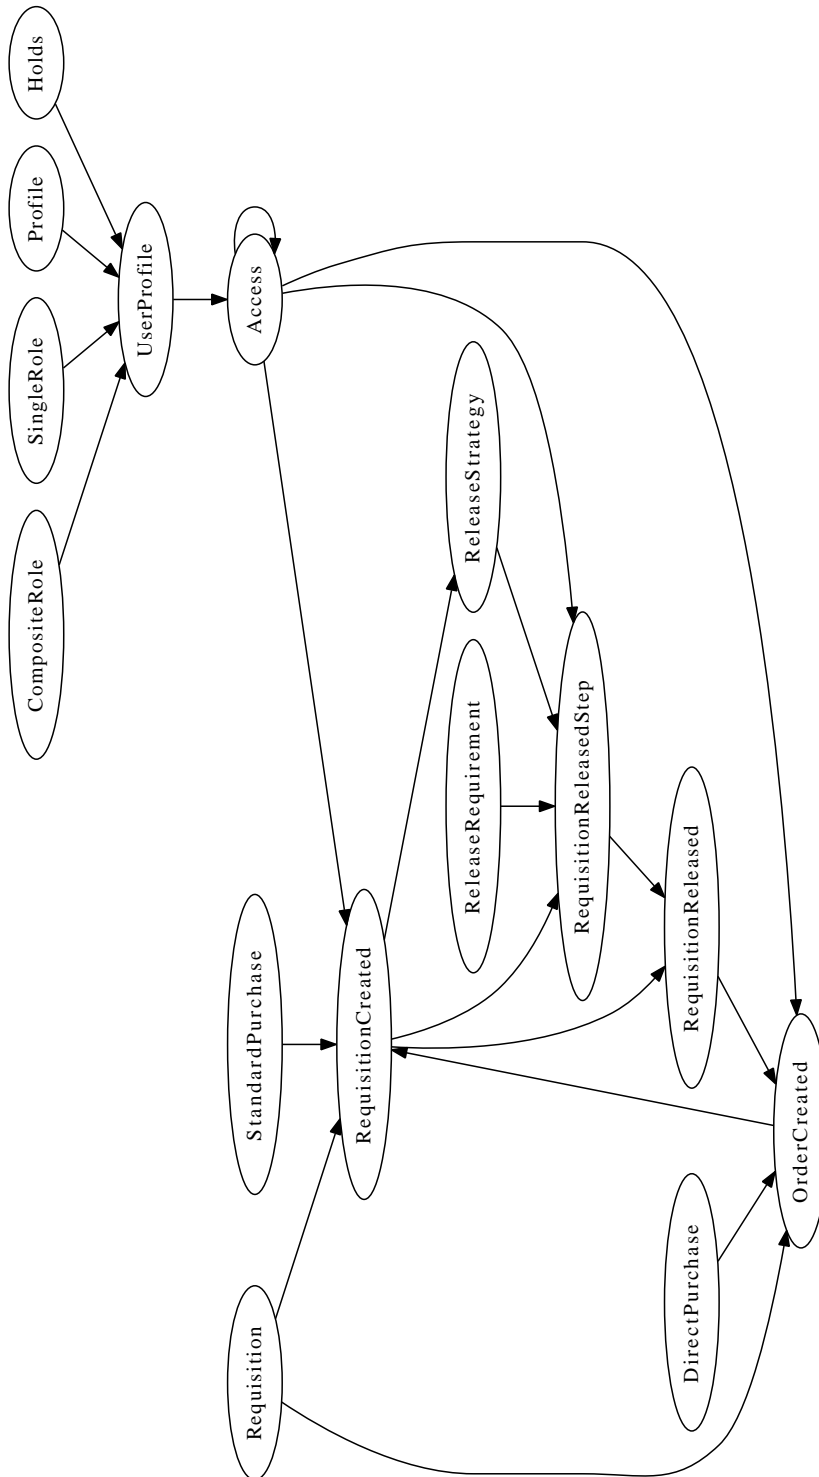 Holds
Profile
SingleRole
CompositeRole
UserProfile
Access
StandardPurchase
Requisition
RequisitionCreated
ReleaseStrategy
ReleaseRequirement
RequisitionReleasedStep
RequisitionReleased
DirectPurchase
OrderCreated